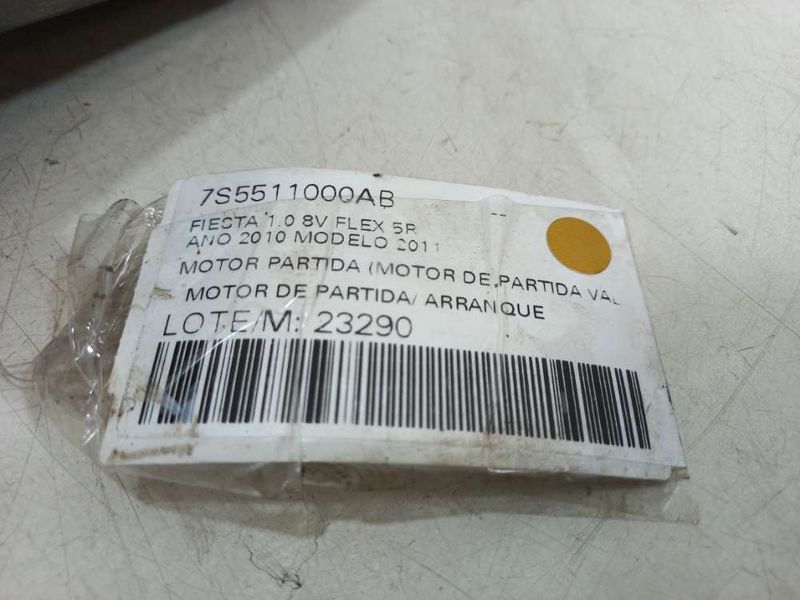 7S5511000AB
FIESTA 1.0 8V FLEX 5P
ANO 2010 MODELO 2011
MOTOR PARTIDA (MOTOR DE PARTIDA VAL
MOTOR DE PARTIDA/ ARRANQUE
LOTE/M: 23290